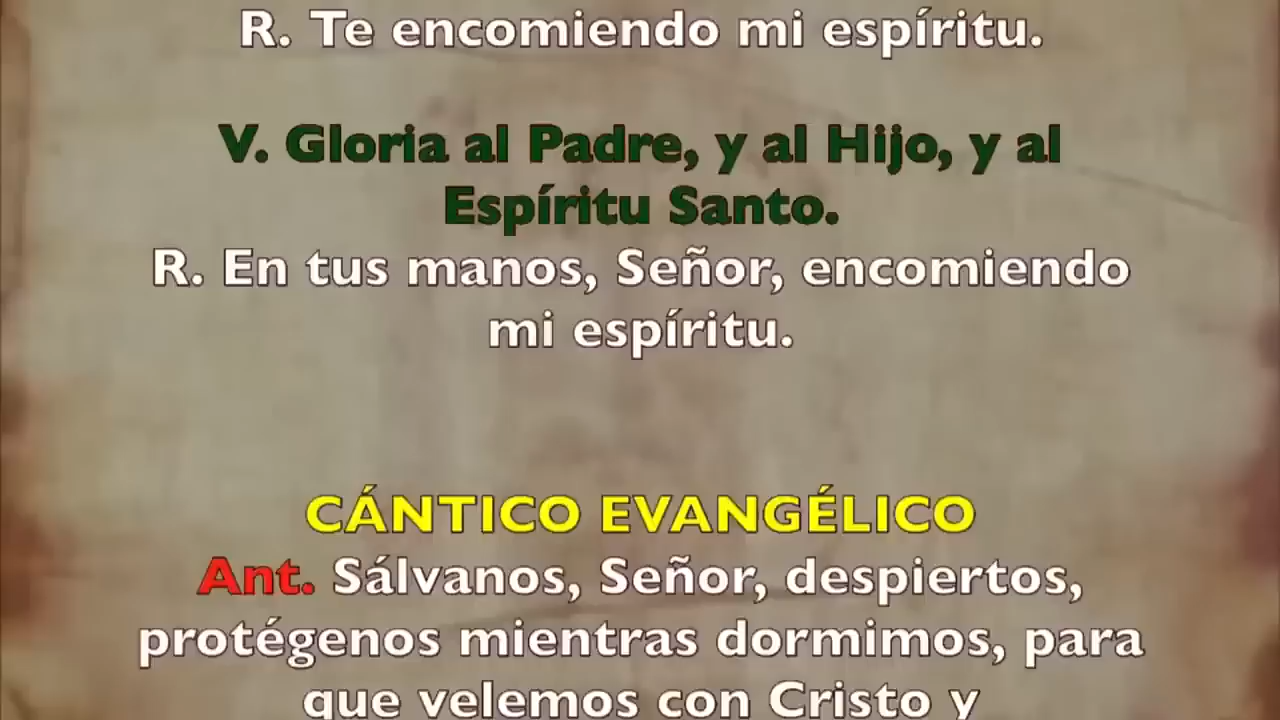 R. Te encomiendo mi espíritu.
V. Gloria al Padre, y al Hijo, y al
Espíritu Santo.
R. En tus manos, Señor, encomiendo
mi espíritu.
CÁNTICO EVANGÉLICO
Ant. Sálvanos, Señor, despiertos,
protégenos mientras dormimos, para
que velemos con Cristo y